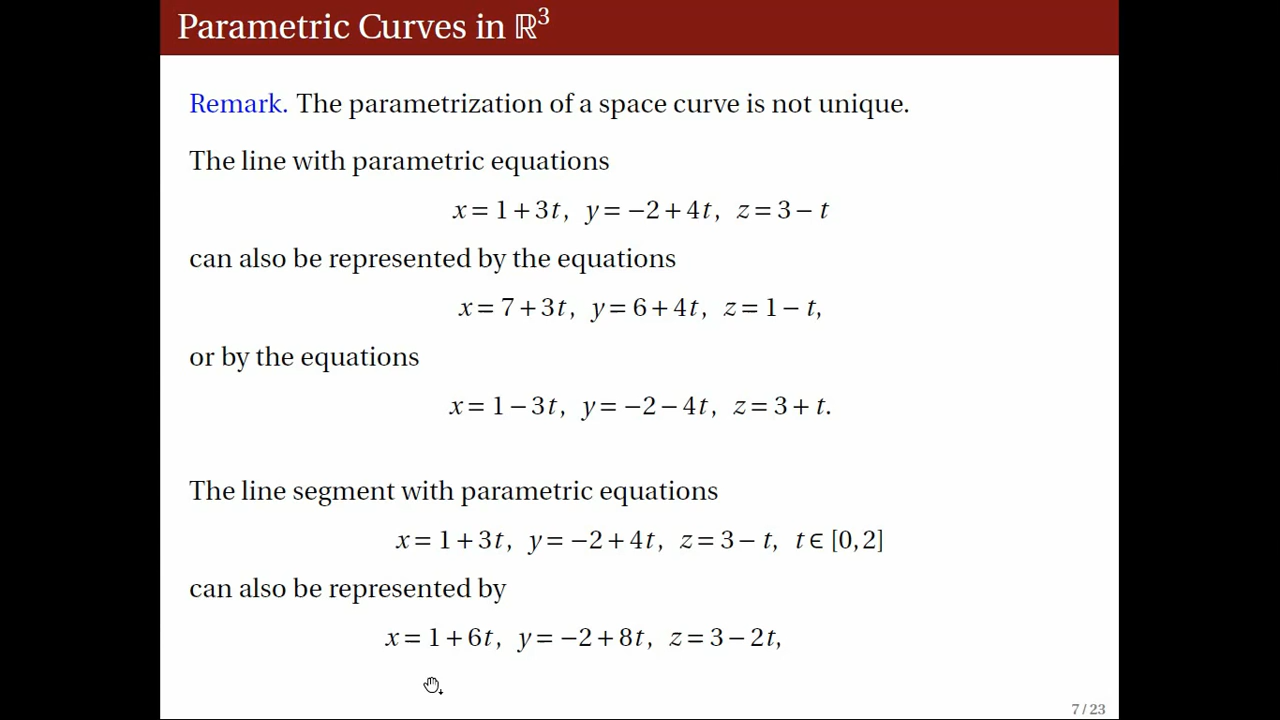 Parametric Curves in ℝ³
Remark. The parametrization of a space curve is not unique.
The line with parametric equations
x = 1 + 3t, y = −2 + 4t, z = 3 − t
can also be represented by the equations
x = 7 + 3t, y = 6 + 4t, z = 1 − t,
or by the equations
x = 1 − 3t, y = −2 − 4t, z = 3 + t.
The line segment with parametric equations
x = 1 + 3t, y = −2 + 4t, z = 3 − t, t ∈ [0, 2]
can also be represented by
x = 1 + 6t, y = −2 + 8t, z = 3 − 2t,
7 / 23